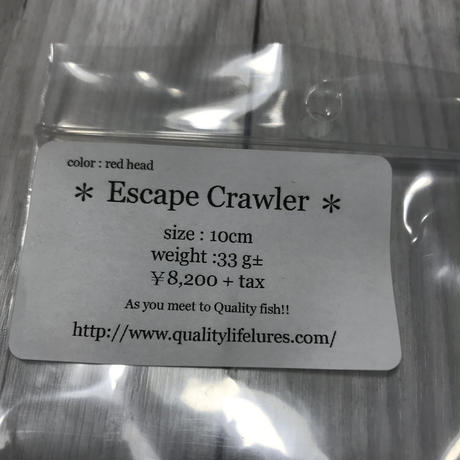 color : red head
＊ Escape Crawler ＊
size : 10cm
weight :33 g±
￥8,200 + tax
As you meet to Quality fish!!
http://www.qualitylifelures.com/